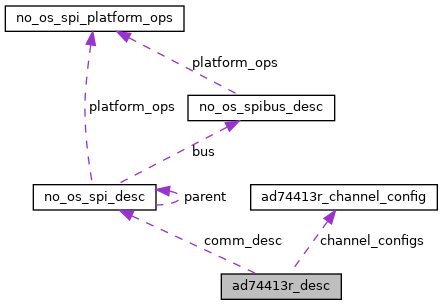 no_os_spi_platform_ops
platform_ops
no_os_spibus_desc
platform_ops
bus
no_os_spi_desc
parent
ad74413r_channel_config
comm_desc
channel_configs
ad74413r_desc